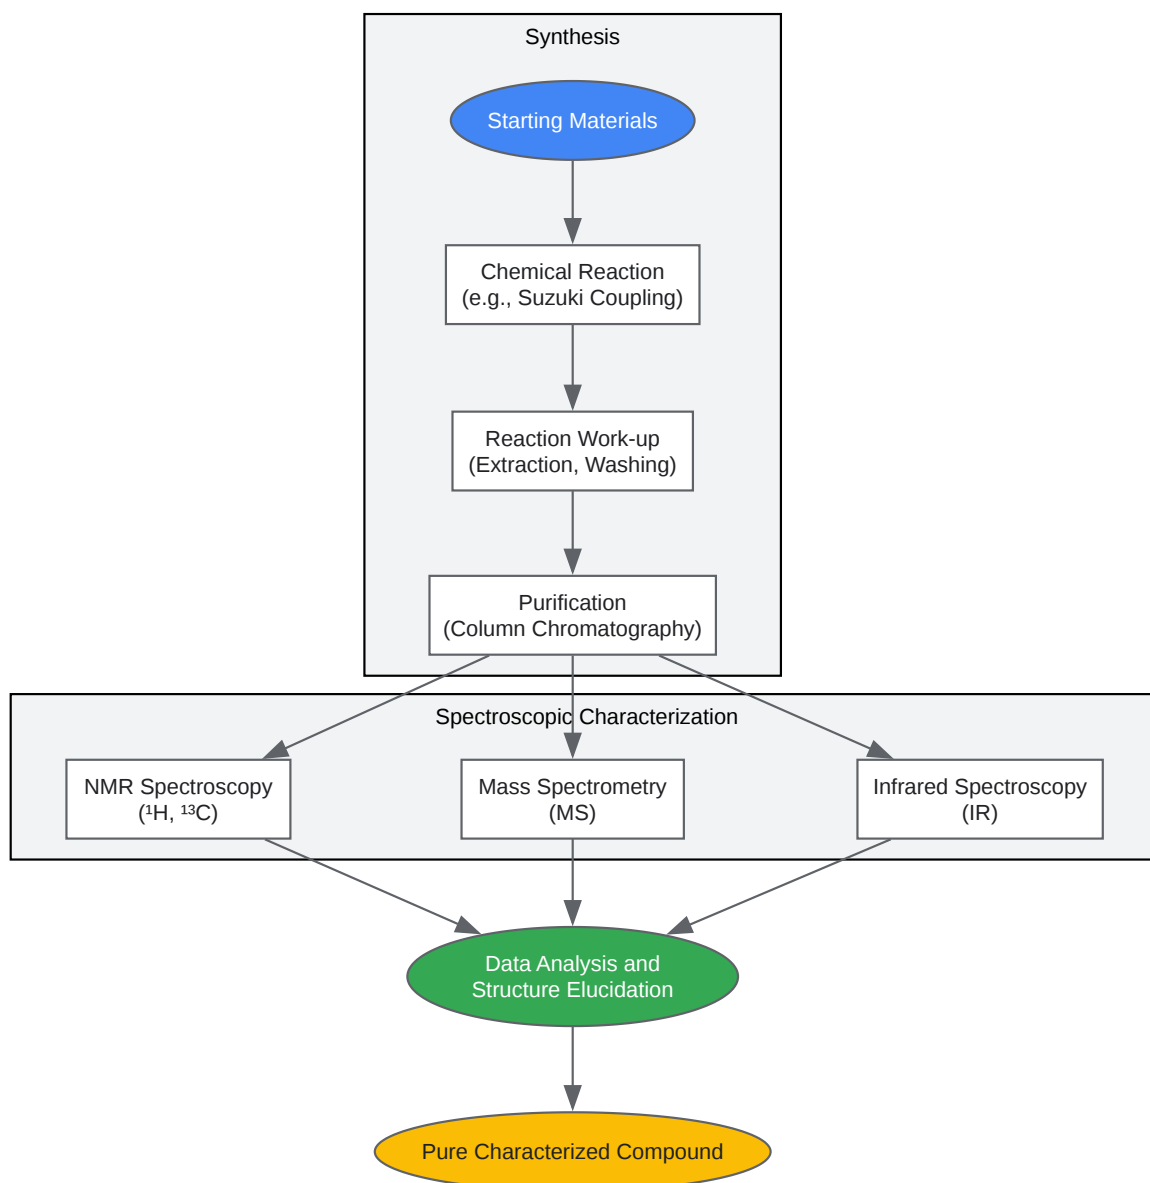 Synthesis
Starting Materials
Chemical Reaction
(e.g., Suzuki Coupling)
Reaction Work-up
(Extraction, Washing)
Purification
(Column Chromatography)
Spectroscopic Characterization
NMR Spectroscopy
(¹H, ¹³C)
Mass Spectrometry
(MS)
Infrared Spectroscopy
(IR)
Data Analysis and
Structure Elucidation
Pure Characterized Compound